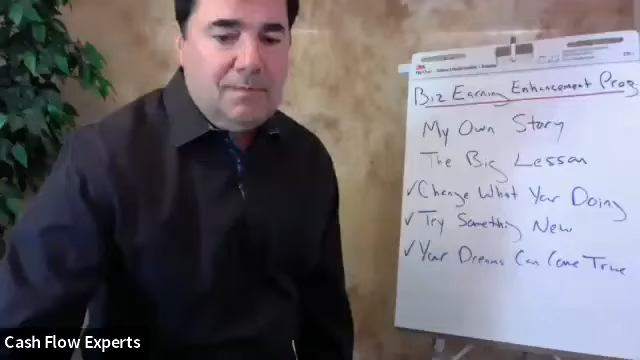 Biz Earning Enhancement Prog
My Own Story
The Big Lesson
✓Change What Your Doing
✓Try Something New
✓Your Dreams Can Come True
Cash Flow Experts